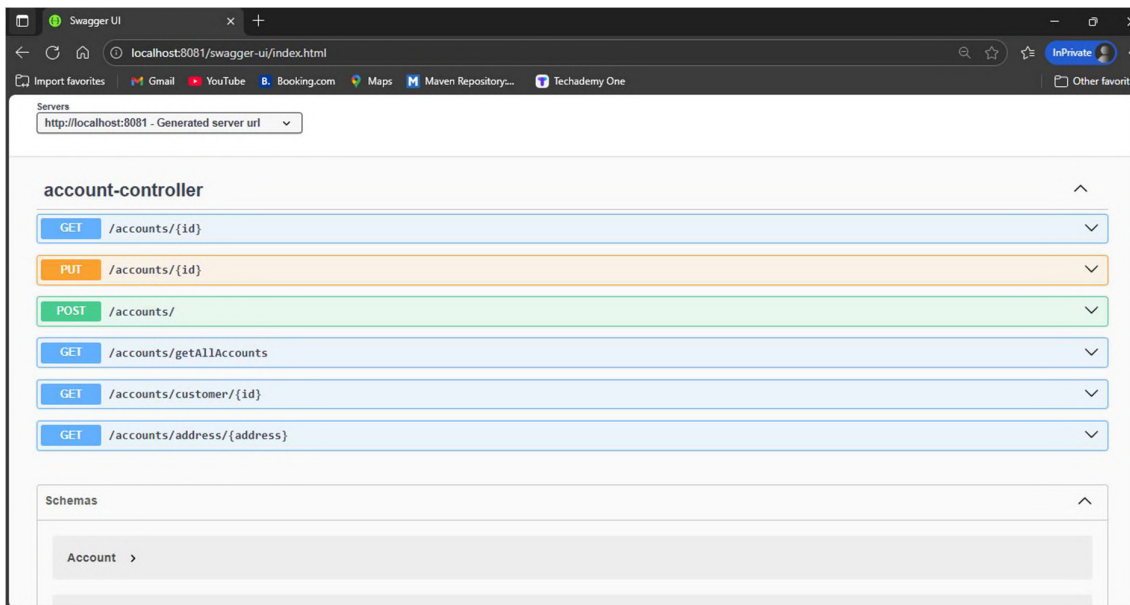 Swagger UI
localhost:8081/swagger-ui/index.html
InPrivate
Import favorites
Gmail
YouTube
B. Booking.com
Maps
M Maven Repository:...
T Techademy One
Other favorit
Servers
http://localhost:8081 - Generated server url
account-controller
GET /accounts/{id}
PUT /accounts/{id}
POST /accounts/
GET /accounts/getAllAccounts
GET /accounts/customer/{id}
GET /accounts/address/{address}
Schemas
Account